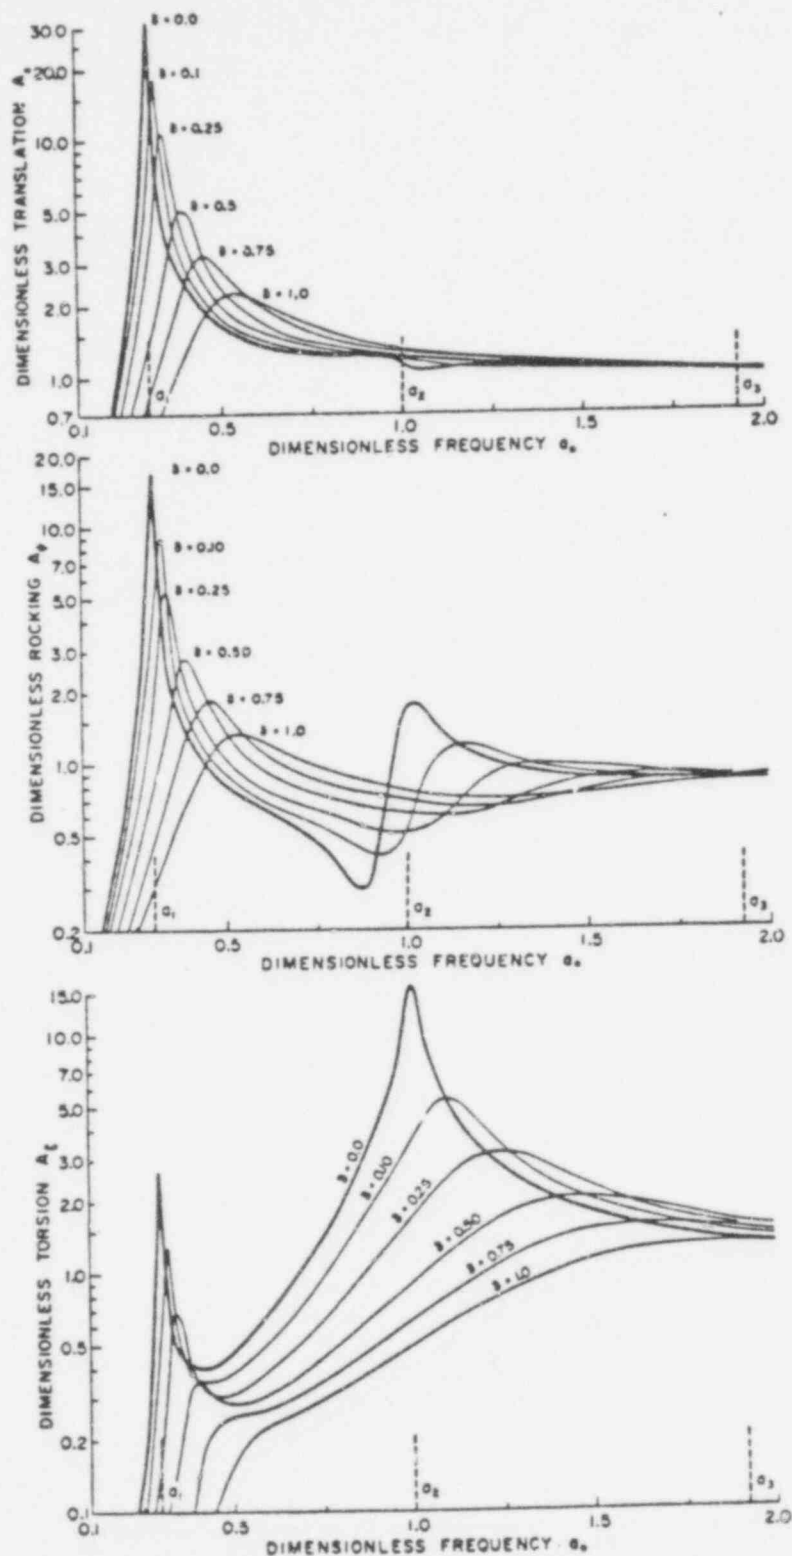 DIMENSIONLESS TRANSLATION A
30.0
20.0
10.0
5.0
3.0
2.0
1.0
0.7
B = 0.0
B = 0.1
B = 0.25
B = 0.5
B = 0.75
B = 1.0
a₂
a₃
0.1 0.5 1.0 1.5 2.0
DIMENSIONLESS FREQUENCY a₀
DIMENSIONLESS ROCKING A
20.0
15.0
10.0
7.0
5.0
3.0
2.0
1.0
0.5
0.2
B = 0.0
B = 0.10
B = 0.25
B = 0.50
B = 0.75
B = 1.0
a₁
a₂
a₃
0.1 0.5 1.0 1.5 2.0
DIMENSIONLESS FREQUENCY a₀
DIMENSIONLESS TORSION A
15.0
10.0
7.0
5.0
3.0
2.0
1.0
0.5
0.2
0.1
B = 0.0
B = 0.10
B = 0.25
B = 0.50
B = 0.75
B = 1.0
a₁
a₂
a₃
0.1 0.5 1.0 1.5 2.0
DIMENSIONLESS FREQUENCY a₀